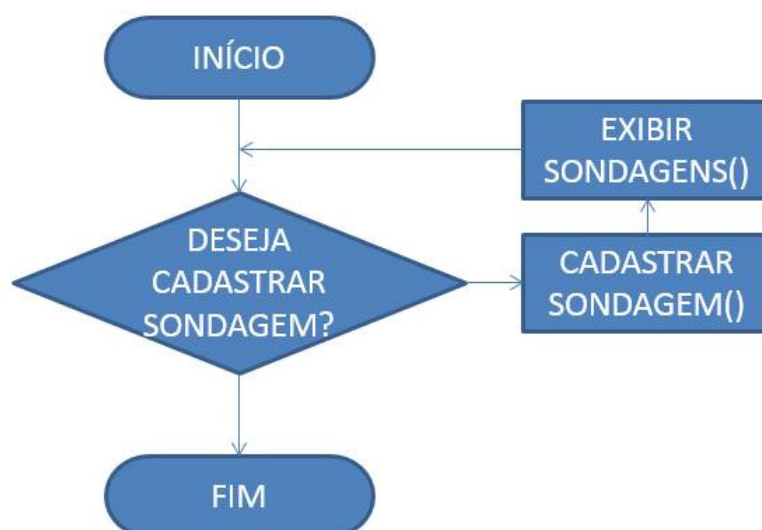 INÍCIO
DESEJA
CADASTRAR
SONDAGEM?
CADASTRAR
SONDAGEM()
EXIBIR
SONDAGENS()
FIM